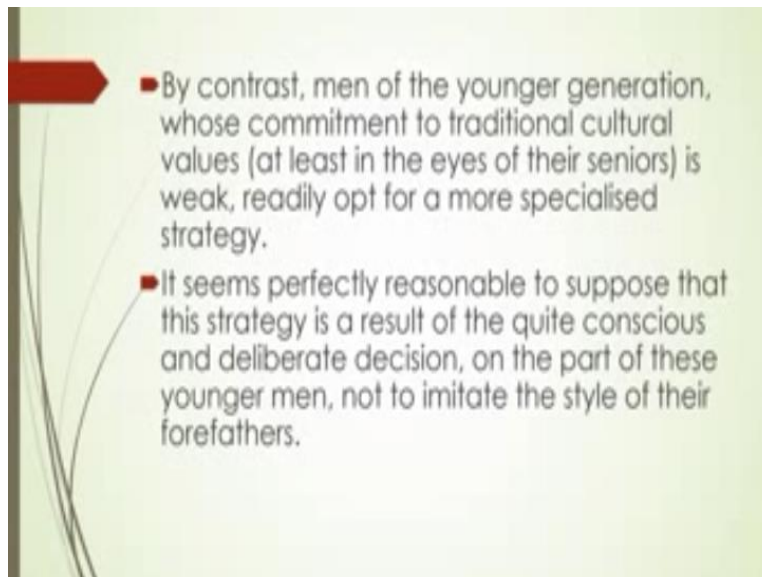 By contrast, men of the younger generation,
whose commitment to traditional cultural
values (at least in the eyes of their seniors) is
weak, readily opt for a more specialised
strategy.
It seems perfectly reasonable to suppose that
this strategy is a result of the quite conscious
and deliberate decision, on the part of these
younger men, not to imitate the style of their
forefathers.